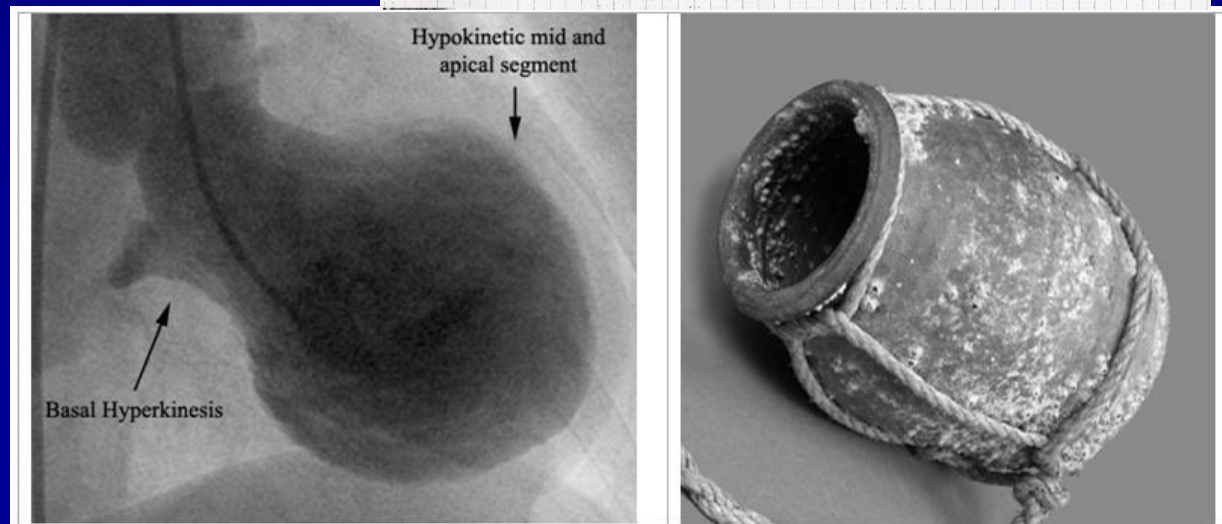 Hypokinetic mid and
apical segment
Basal Hyperkinesis